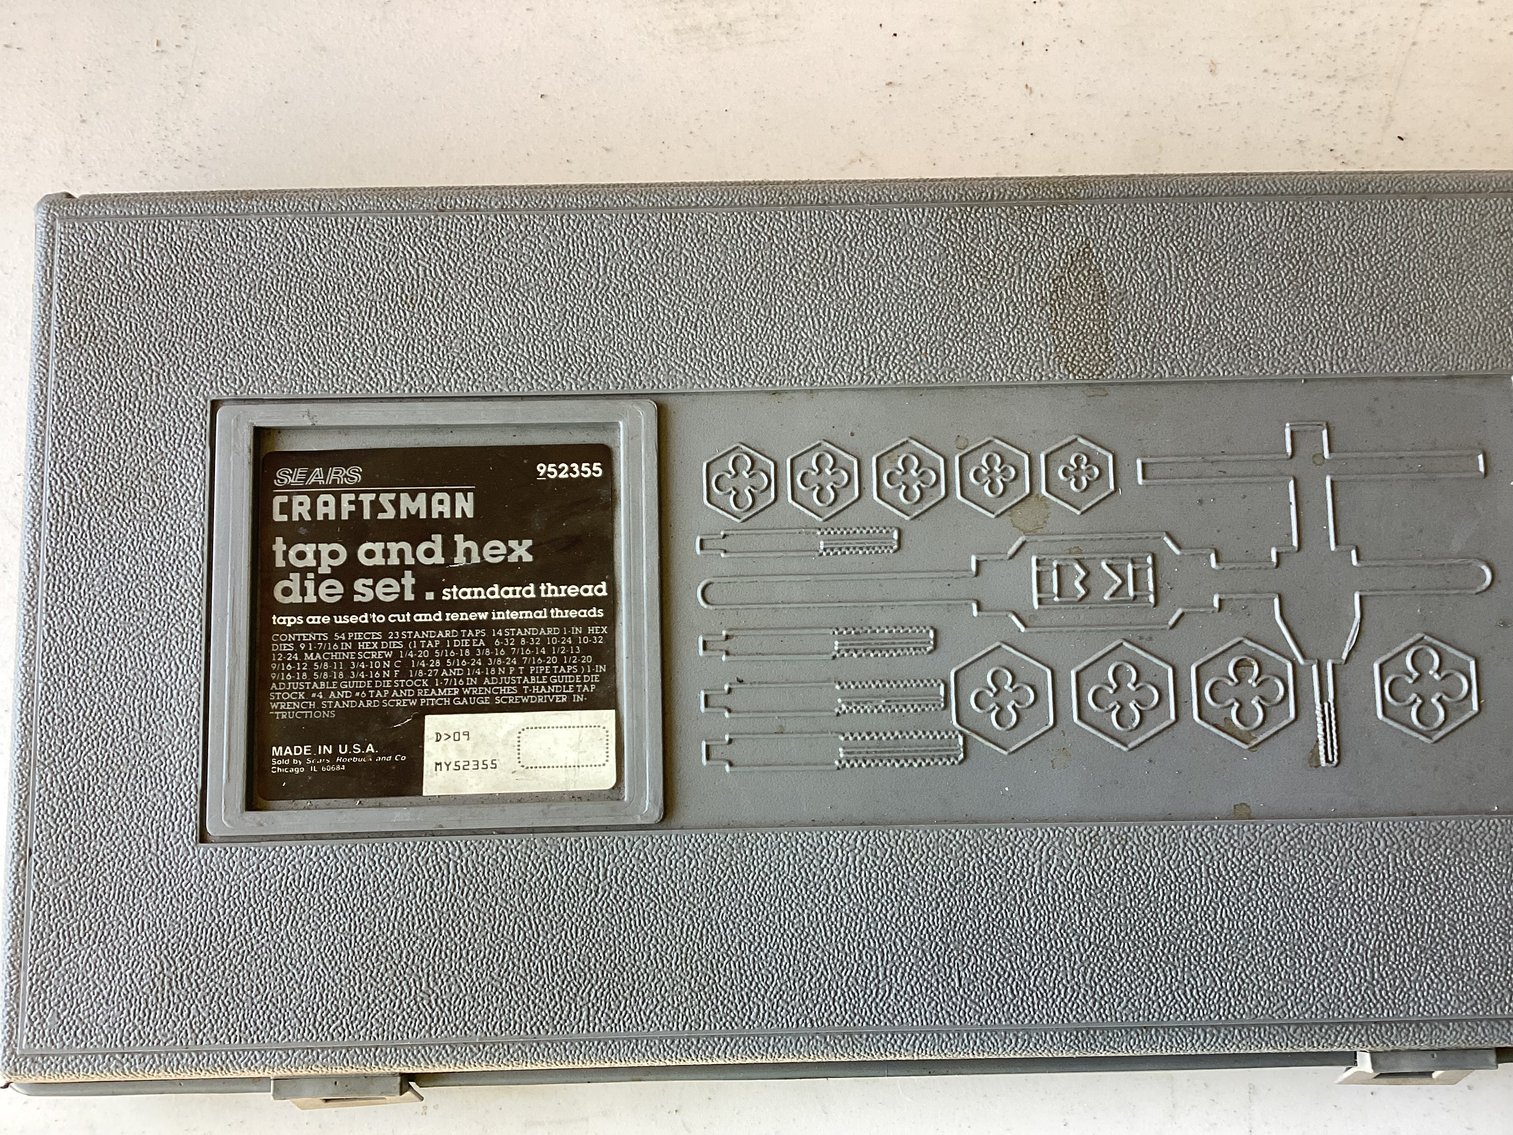 SEARS 952355
CRAFTSMAN
tap and hex
die set . standard thread
taps are used to cut and renew internal threads
CONTENTS 54 PIECES 23 STANDARD TAPS 14 STANDARD 1-IN HEX
DIES, 9 1-7/16 IN HEX DIES (1 TAP 1 DIE EA 6-32 8-32 10-24 10-32
12-24 MACHINE SCREW 1/4-20 5/16-18 3/8-16 7/16-14 1/2-13
9/16-12 5/8-11 3/4-10 N C 1/4-28 5/16-24 3/8-24 7/16-20 1/2-20
9/16-18 5/8-18 3/4-16 N F 1/8-27 AND 1/4-18 N P T PIPE TAPS ) 1-IN
ADJUSTABLE GUIDE DIE STOCK 1-7/16 IN ADJUSTABLE GUIDE DIE
STOCK #4 AND #6 TAP AND REAMER WRENCHES T-HANDLE TAP
WRENCH STANDARD SCREW PITCH GAUGE SCREWDRIVER IN-
TRUCTIONS
MADE IN U.S.A.
Sold by Sears Roebuck and Co
Chicago IL 60684
D>09
MY52355